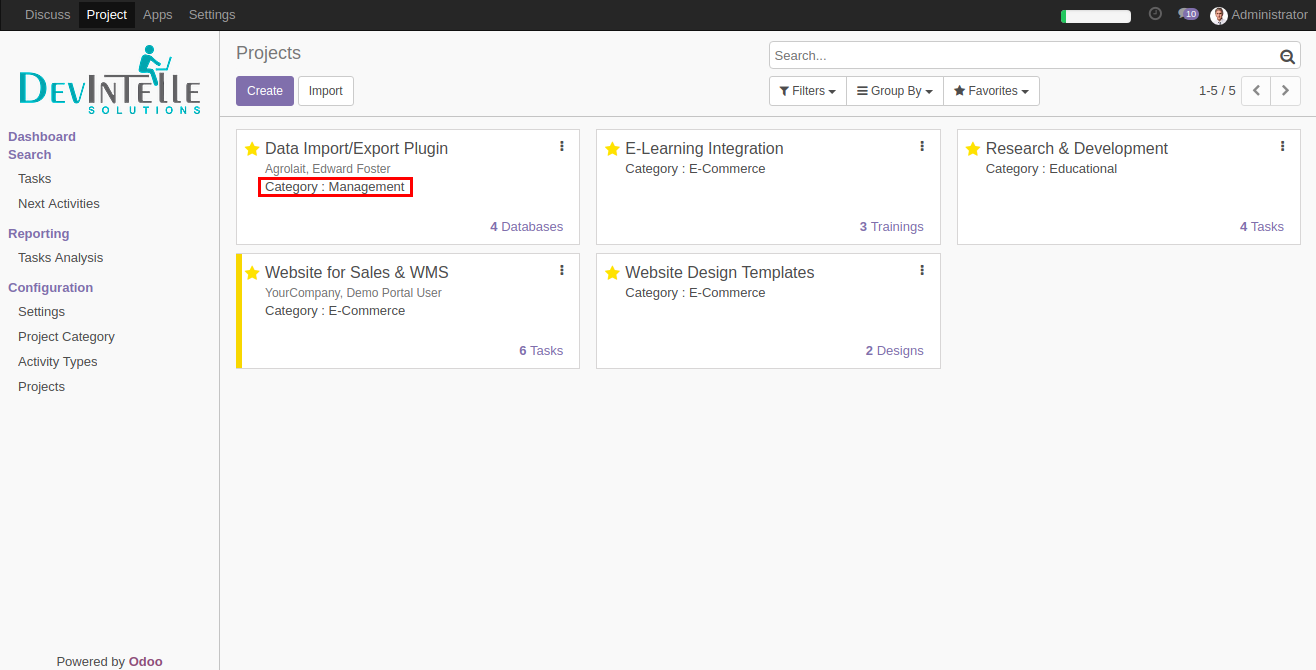 Discuss Project Apps Settings 10 Administrator
DEVINTELLE
SOLUTIONS
Dashboard
Search
Tasks
Next Activities
Reporting
Tasks Analysis
Configuration
Settings
Project Category
Activity Types
Projects
Powered by Odoo
Projects
Search...
Create Import
Filters Group By Favorites 1-5 / 5
Data Import/Export Plugin
Agrolait, Edward Foster
Category : Management
4 Databases
E-Learning Integration
Category : E-Commerce
3 Trainings
Research & Development
Category : Educational
4 Tasks
Website for Sales & WMS
YourCompany, Demo Portal User
Category : E-Commerce
6 Tasks
Website Design Templates
Category : E-Commerce
2 Designs